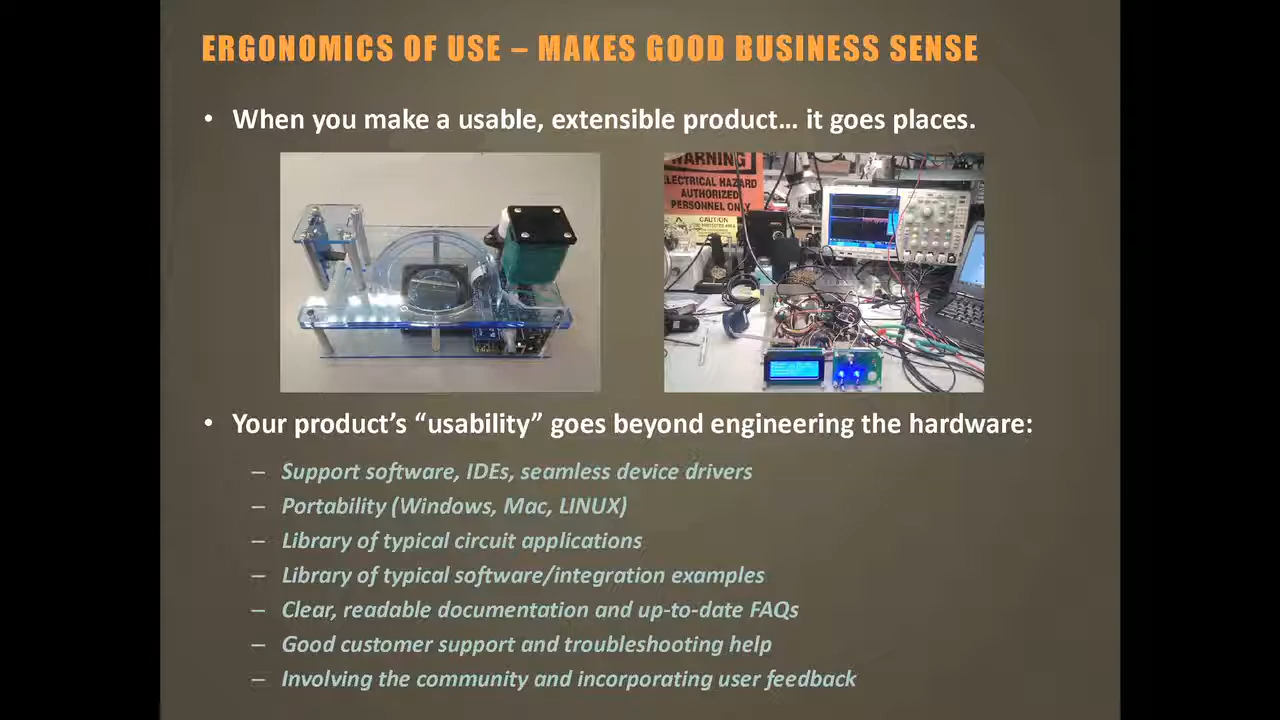 ERGONOMICS OF USE – MAKES GOOD BUSINESS SENSE
• When you make a usable, extensible product… it goes places.
WARNING
ELECTRICAL HAZARD
AUTHORIZED
PERSONNEL ONLY
CAUTION
• Your product’s “usability” goes beyond engineering the hardware:
– Support software, IDEs, seamless device drivers
– Portability (Windows, Mac, LINUX)
– Library of typical circuit applications
– Library of typical software/integration examples
– Clear, readable documentation and up-to-date FAQs
– Good customer support and troubleshooting help
– Involving the community and incorporating user feedback